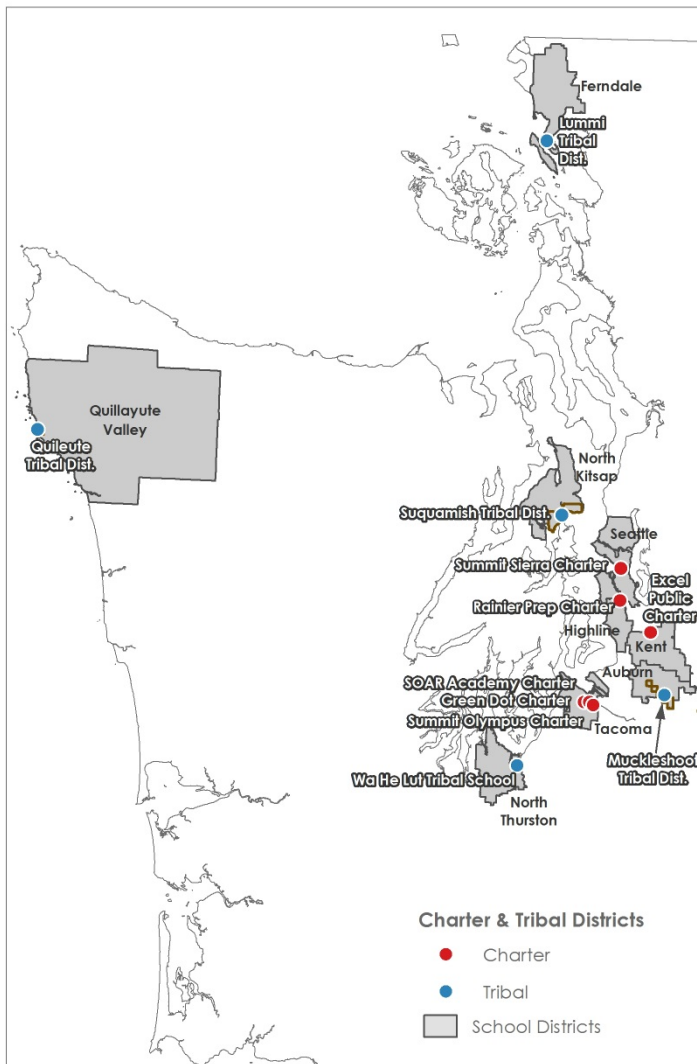 Ferndale
Lummi
Tribal
Dist.
Quillayute
Valley
Quileute
Tribal Dist.
North
Kitsap
Suquamish Tribal Dist.
Seattle
Summit Sierra Charter
Excel
Public
Charter
Rainier Prep Charter
Highline
Kent
Auburn
SOAR Academy Charter
Green Dot Charter
Summit Olympus Charter
Tacoma
Muckleshoot
Tribal Dist.
Wa He Lut Tribal School
North
Thurston
Charter & Tribal Districts
Charter
Tribal
School Districts